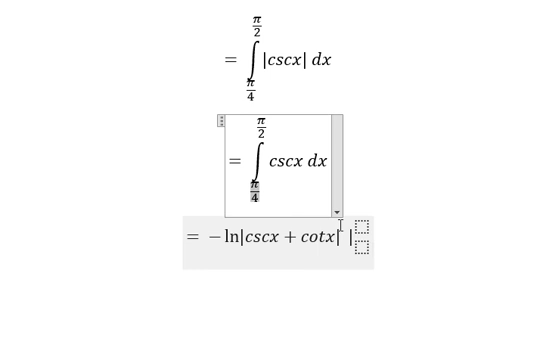 = ∫_{π/4}^{π/2} |cscx| dx
= ∫_{π/4}^{π/2} cscx dx
= −ln|cscx + cotx| |